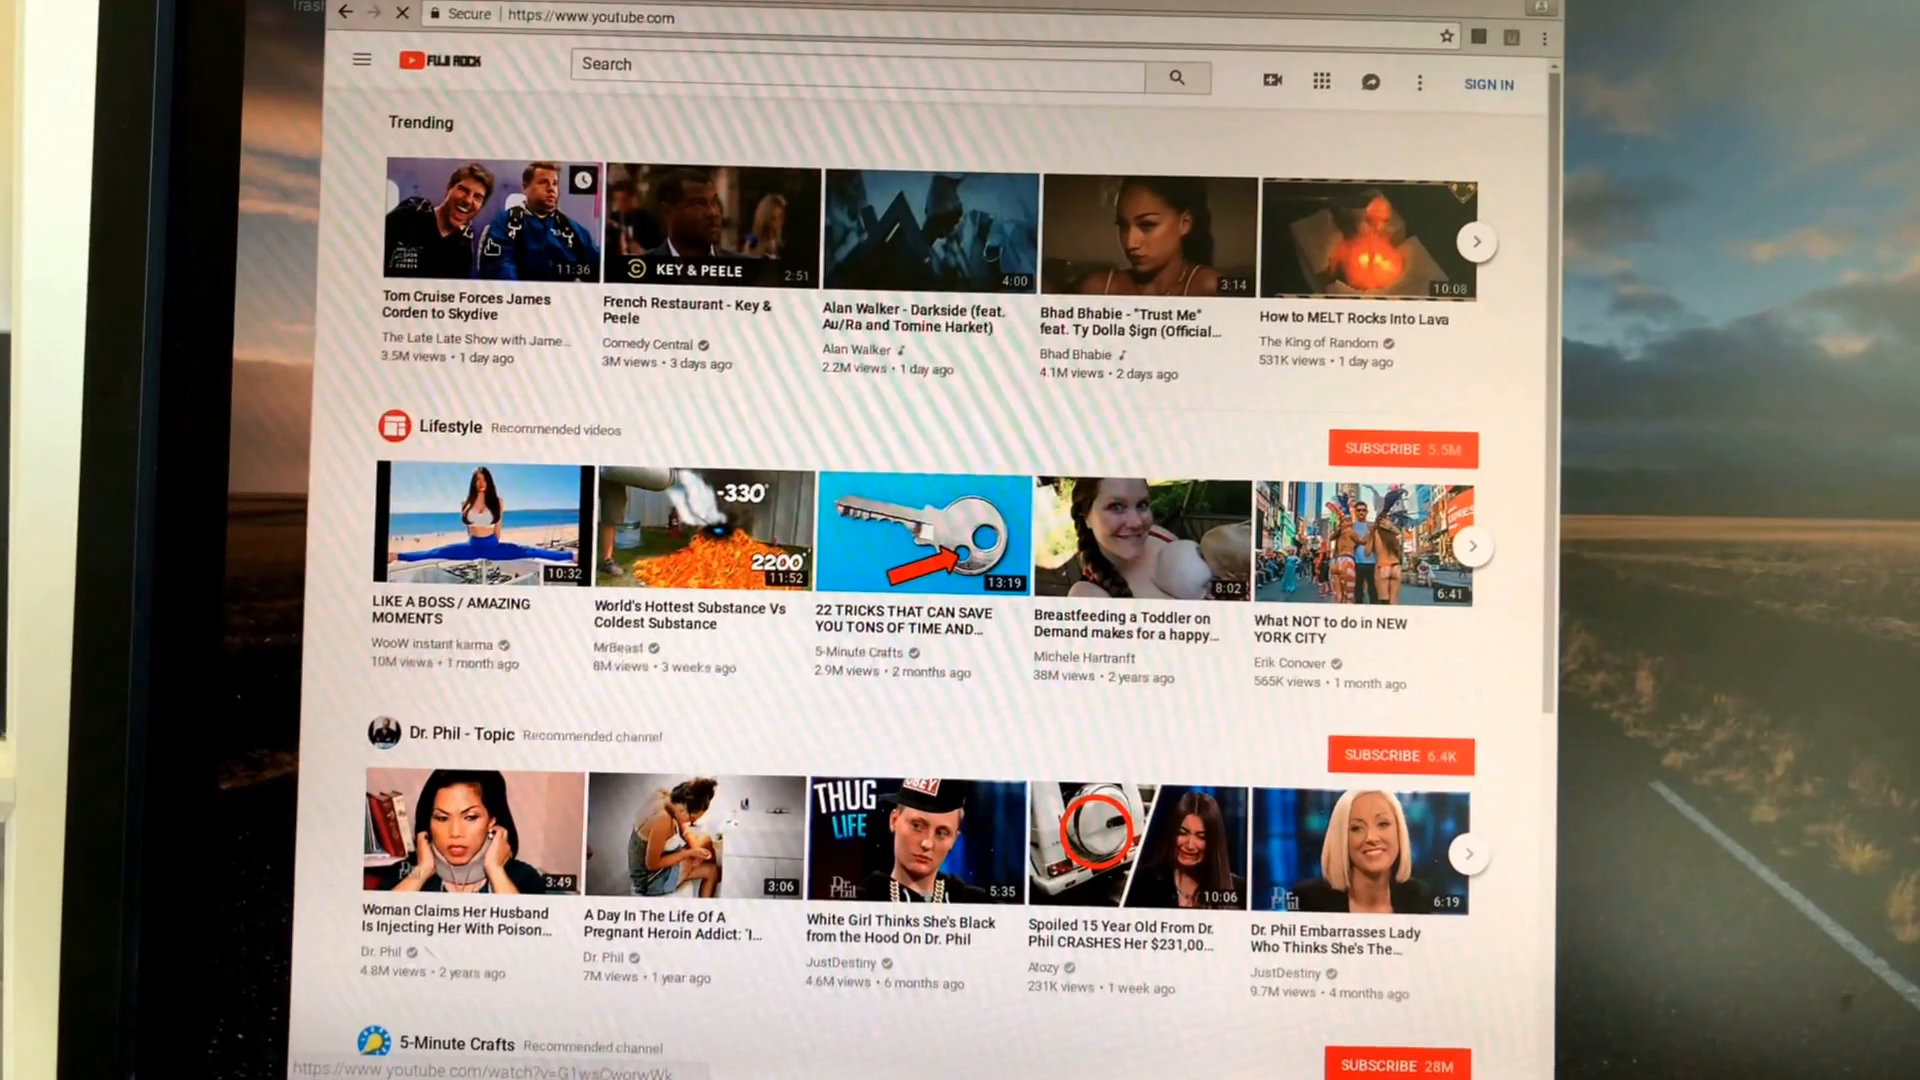 Trash
Secure | https://www.youtube.com
FUJI ROCK
Search
SIGN IN
Trending
11:36
KEY & PEELE
2:51
4:00
3:14
10:08
Tom Cruise Forces James
Corden to Skydive
The Late Late Show with Jame...
3.5M views • 1 day ago
French Restaurant - Key &
Peele
Comedy Central
3M views • 3 days ago
Alan Walker - Darkside (feat.
Au/Ra and Tomine Harket)
Alan Walker
2.2M views • 1 day ago
Bhad Bhabie - "Trust Me"
feat. Ty Dolla $ign (Official...
Bhad Bhabie
4.1M views • 2 days ago
How to MELT Rocks Into Lava
The King of Random
531K views • 1 day ago
Lifestyle Recommended videos
SUBSCRIBE 5.5M
10:32
-330°
2200°
11:52
13:19
8:02
6:41
LIKE A BOSS / AMAZING
MOMENTS
WooW instant karma
10M views • 1 month ago
World's Hottest Substance Vs
Coldest Substance
MrBeast
8M views • 3 weeks ago
22 TRICKS THAT CAN SAVE
YOU TONS OF TIME AND...
5-Minute Crafts
2.9M views • 2 months ago
Breastfeeding a Toddler on
Demand makes for a happy...
Michele Hartranft
38M views • 2 years ago
What NOT to do in NEW
YORK CITY
Erik Conover
565K views • 1 month ago
Dr. Phil - Topic Recommended channel
SUBSCRIBE 6.4K
3:49
3:06
THUG
LIFE
OBEY
Dr. Phil
5:35
10:06
Dr. Phil
6:19
Woman Claims Her Husband
Is Injecting Her With Poison...
Dr. Phil
4.8M views • 2 years ago
A Day In The Life Of A
Pregnant Heroin Addict: 'I...
Dr. Phil
7M views • 1 year ago
White Girl Thinks She's Black
from the Hood On Dr. Phil
JustDestiny
4.6M views • 6 months ago
Spoiled 15 Year Old From Dr.
Phil CRASHES Her $231,00...
Atozy
231K views • 1 week ago
Dr. Phil Embarrasses Lady
Who Thinks She's The...
JustDestiny
9.7M views • 4 months ago
5-Minute Crafts Recommended channel
SUBSCRIBE 28M
https://www.youtube.com/watch?v=G1wsCworwWk